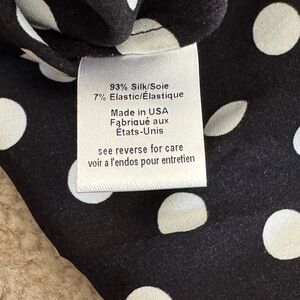 93% Silk/Soie
7% Elastic/Élastique
Made in USA
Fabriqué aux
États-Unis
see reverse for care
voir a l'endos pour entretien